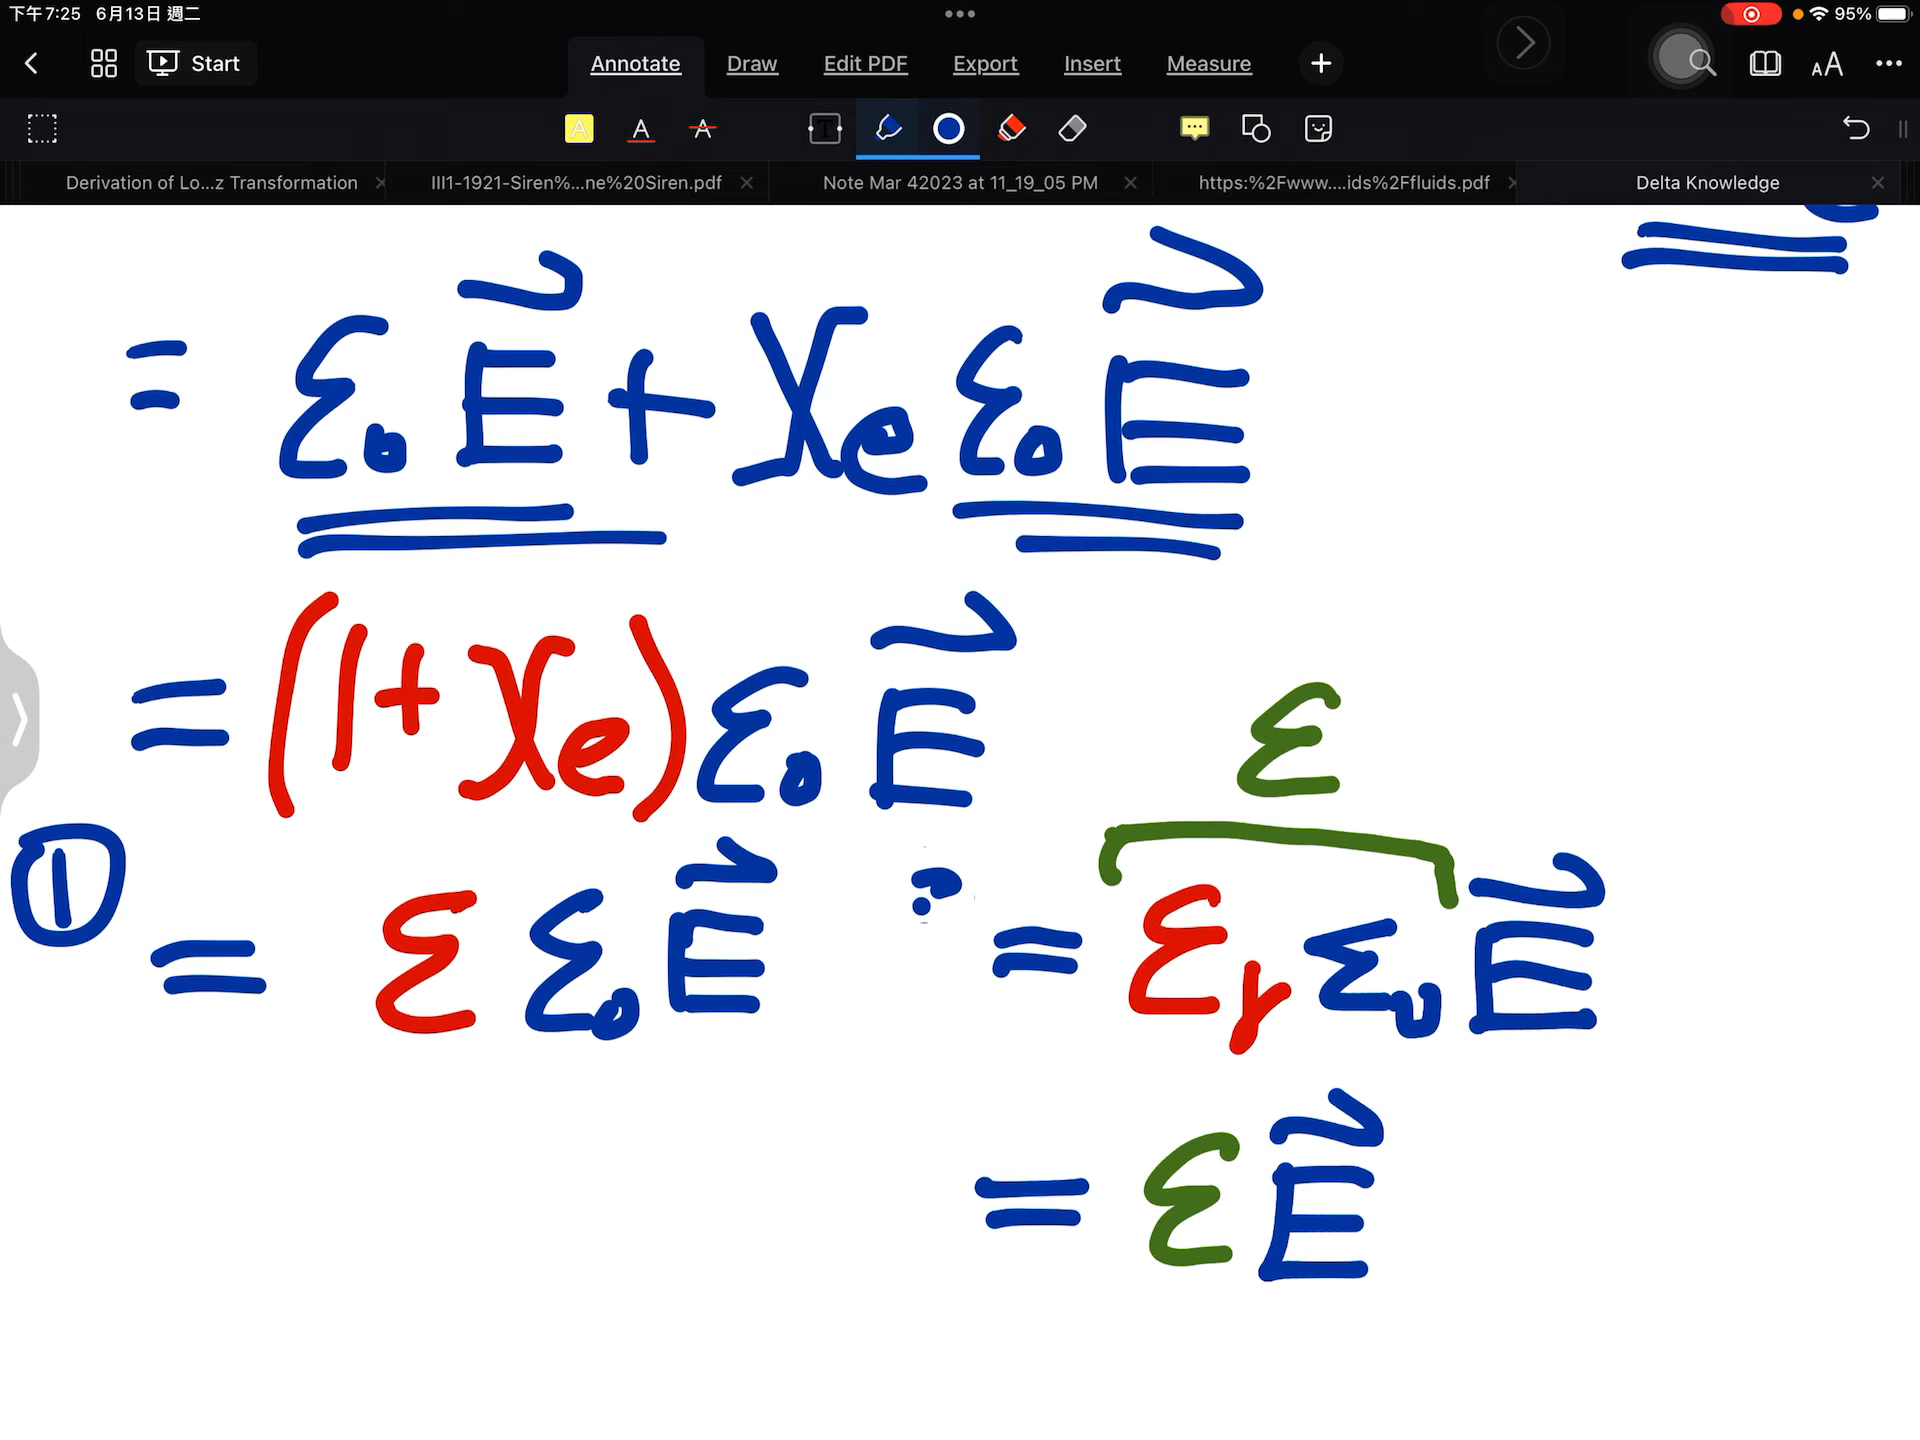 下午7:25 6月13日 週二 95%
Start Annotate Draw Edit PDF Export Insert Measure AA
A A A T
Derivation of Lo...z Transformation III1-1921-Siren%...ne%20Siren.pdf Note Mar 42023 at 11_19_05 PM https:%2Fwww....ids%2Ffluids.pdf Delta Knowledge
= ε₀E⃗ + χₑε₀E⃗
= (1+χₑ)ε₀E⃗
ε
① = εε₀E⃗ = εᵣε₀E⃗
= εE⃗